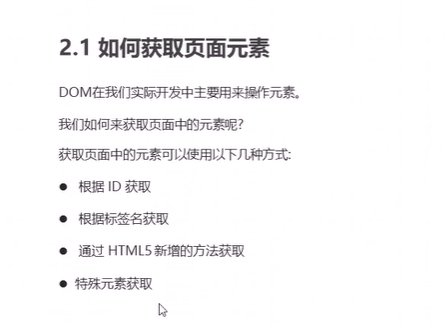 2.1 如何获取页面元素
DOM在我们实际开发中主要用来操作元素。
我们如何来获取页面中的元素呢?
获取页面中的元素可以使用以下几种方式:
● 根据 ID 获取
● 根据标签名获取
● 通过 HTML5 新增的方法获取
● 特殊元素获取